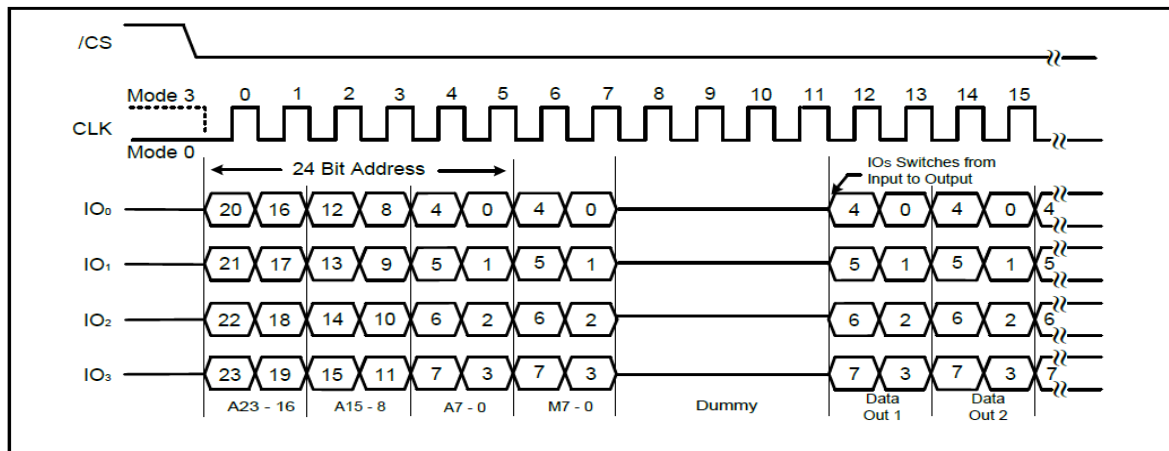 /CS
Mode 3
0 1 2 3 4 5 6 7 8 9 10 11 12 13 14 15
CLK
Mode 0
24 Bit Address
IOs Switches from
Input to Output
IO₀ 20 16 12 8 4 0 4 0 4 0 4 0 4
IO₁ 21 17 13 9 5 1 5 1 5 1 5 1 5
IO₂ 22 18 14 10 6 2 6 2 6 2 6 2 6
IO₃ 23 19 15 11 7 3 7 3 7 3 7 3 7
A23 - 16 A15 - 8 A7 - 0 M7 - 0 Dummy
Data
Out 1
Data
Out 2